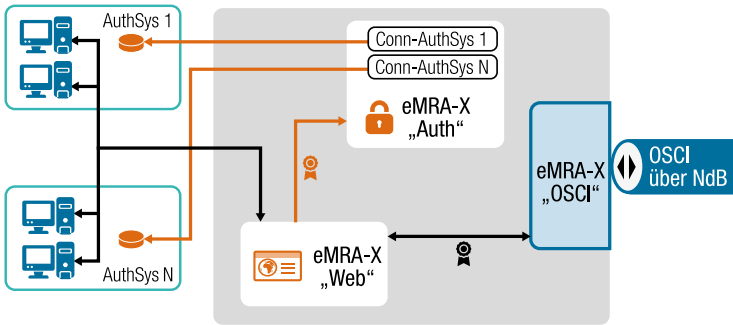 AuthSys 1
Conn-AuthSys 1
Conn-AuthSys N
eMRA-X
„Auth“
eMRA-X
„OSCI“
OSCI
über NdB
eMRA-X
„Web“
AuthSys N